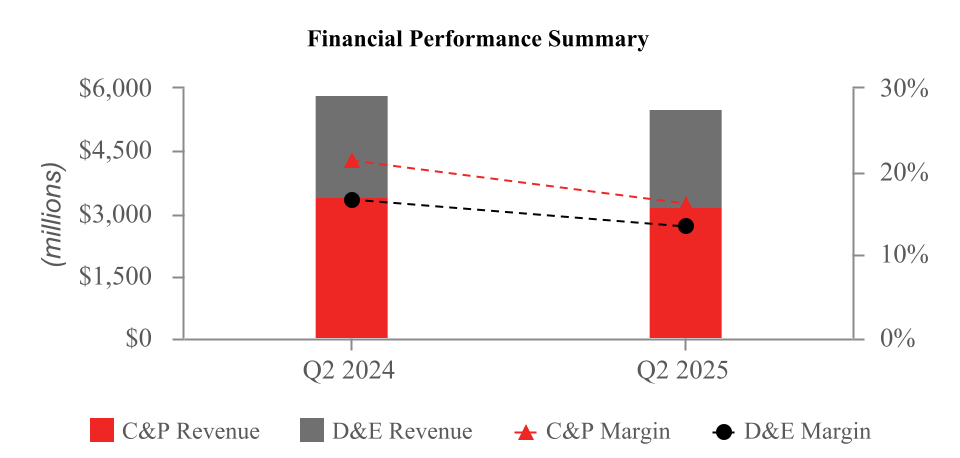 Financial Performance Summary
$6,000
30%
$4,500
20%
(millions)
$3,000
10%
$1,500
$0
0%
Q2 2024
Q2 2025
C&P Revenue
D&E Revenue
C&P Margin
D&E Margin